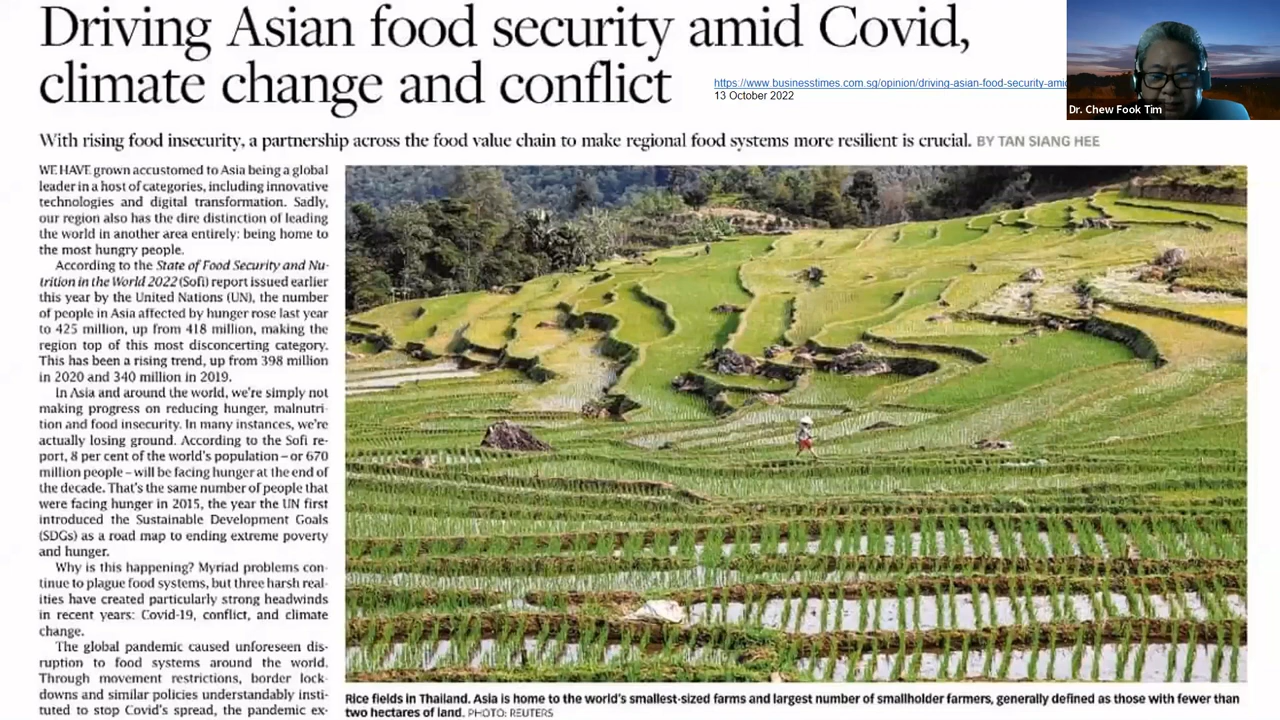 Driving Asian food security amid Covid,
climate change and conflict
https://www.businesstimes.com.sg/opinion/driving-asian-food-security-amid
13 October 2022
Dr. Chew Fook Tim
With rising food insecurity, a partnership across the food value chain to make regional food systems more resilient is crucial. BY TAN SIANG HEE
WE HAVE grown accustomed to Asia being a global
leader in a host of categories, including innovative
technologies and digital transformation. Sadly,
our region also has the dire distinction of leading
the world in another area entirely: being home to
the most hungry people.
According to the State of Food Security and Nu-
trition in the World 2022 (Sofi) report issued earlier
this year by the United Nations (UN), the number
of people in Asia affected by hunger rose last year
to 425 million, up from 418 million, making the
region top of this most disconcerting category.
This has been a rising trend, up from 398 million
in 2020 and 340 million in 2019.
In Asia and around the world, we're simply not
making progress on reducing hunger, malnutri-
tion and food insecurity. In many instances, we're
actually losing ground. According to the Sofi re-
port, 8 per cent of the world's population – or 670
million people – will be facing hunger at the end of
the decade. That's the same number of people that
were facing hunger in 2015, the year the UN first
introduced the Sustainable Development Goals
(SDGs) as a road map to ending extreme poverty
and hunger.
Why is this happening? Myriad problems con-
tinue to plague food systems, but three harsh real-
ities have created particularly strong headwinds
in recent years: Covid-19, conflict, and climate
change.
The global pandemic caused unforeseen dis-
ruption to food systems around the world.
Through movement restrictions, border lock-
downs and similar policies understandably insti-
tuted to stop Covid's spread, the pandemic ex-
Rice fields in Thailand. Asia is home to the world's smallest-sized farms and largest number of smallholder farmers, generally defined as those with fewer than
two hectares of land. PHOTO: REUTERS